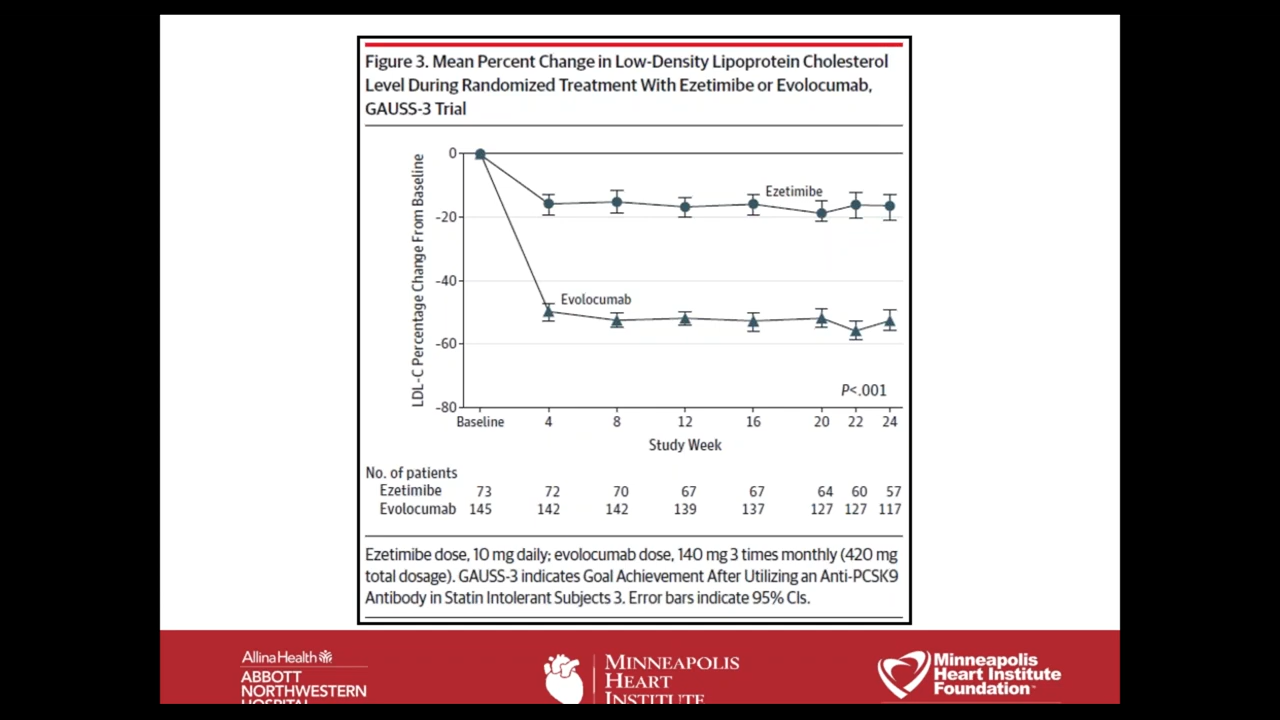 Figure 3. Mean Percent Change in Low-Density Lipoprotein Cholesterol
Level During Randomized Treatment With Ezetimibe or Evolocumab,
GAUSS-3 Trial
LDL-C Percentage Change From Baseline
0
-20
-40
-60
-80
Ezetimibe
Evolocumab
P<.001
Baseline 4 8 12 16 20 22 24
Study Week
No. of patients
Ezetimibe 73 72 70 67 67 64 60 57
Evolocumab 145 142 142 139 137 127 127 117
Ezetimibe dose, 10 mg daily; evolocumab dose, 140 mg 3 times monthly (420 mg
total dosage). GAUSS-3 indicates Goal Achievement After Utilizing an Anti-PCSK9
Antibody in Statin Intolerant Subjects 3. Error bars indicate 95% CIs.
Allina Health
ABBOTT
NORTHWESTERN
HOSPITAL
MINNEAPOLIS
HEART
INSTITUTE
Minneapolis
Heart Institute
Foundation